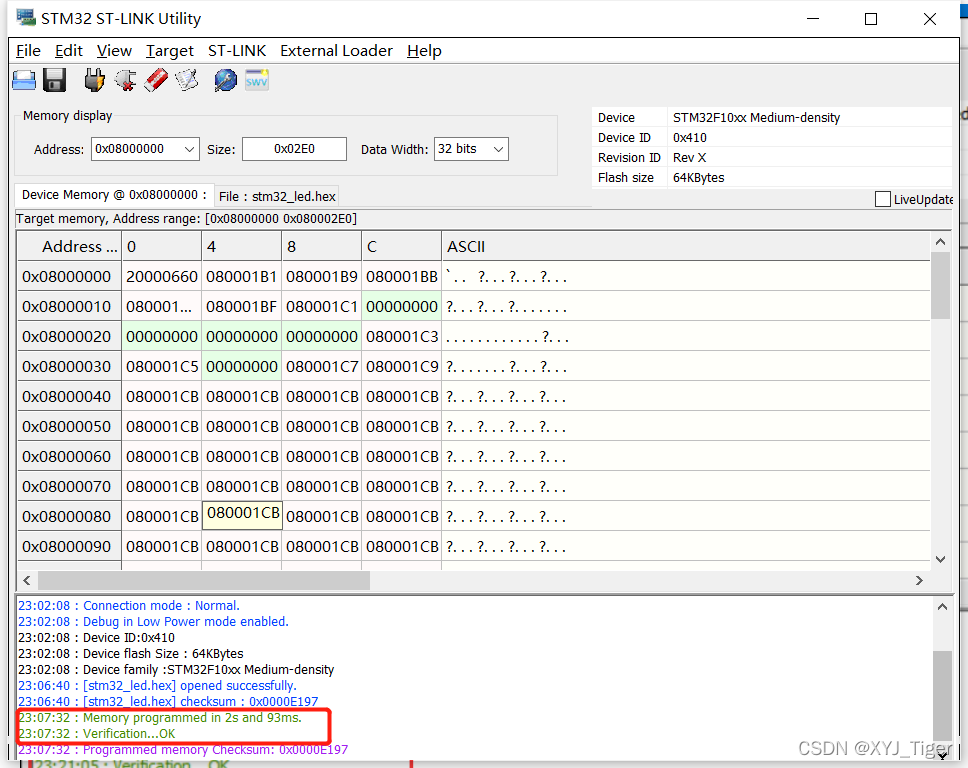 STM32 ST-LINK Utility
File Edit View Target ST-LINK External Loader Help
SWV
Memory display
Address: 0x08000000 Size: 0x02E0 Data Width: 32 bits
Device STM32F10xx Medium-density
Device ID 0x410
Revision ID Rev X
Flash size 64KBytes
LiveUpdate
Device Memory @ 0x08000000 : File : stm32_led.hex
Target memory, Address range: [0x08000000 0x080002E0]
Address ... 0 4 8 C ASCII
0x08000000 20000660 080001B1 080001B9 080001BB `.. ?...?...?...
0x08000010 080001... 080001BF 080001C1 00000000 ?...?...?.......
0x08000020 00000000 00000000 00000000 080001C3 ............?...
0x08000030 080001C5 00000000 080001C7 080001C9 ?.......?...?...
0x08000040 080001CB 080001CB 080001CB 080001CB ?...?...?...?...
0x08000050 080001CB 080001CB 080001CB 080001CB ?...?...?...?...
0x08000060 080001CB 080001CB 080001CB 080001CB ?...?...?...?...
0x08000070 080001CB 080001CB 080001CB 080001CB ?...?...?...?...
0x08000080 080001CB 080001CB 080001CB 080001CB ?...?...?...?...
0x08000090 080001CB 080001CB 080001CB 080001CB ?...?...?...?...
23:02:08 : Connection mode : Normal.
23:02:08 : Debug in Low Power mode enabled.
23:02:08 : Device ID:0x410
23:02:08 : Device flash Size : 64KBytes
23:02:08 : Device family :STM32F10xx Medium-density
23:06:40 : [stm32_led.hex] opened successfully.
23:06:40 : [stm32_led.hex] checksum : 0x0000E197
23:07:32 : Memory programmed in 2s and 93ms.
23:07:32 : Verification...OK
23:07:32 : Programmed memory Checksum: 0x0000E197
CSDN @XYJ_Tiger
23:21:05 : Verification...OK